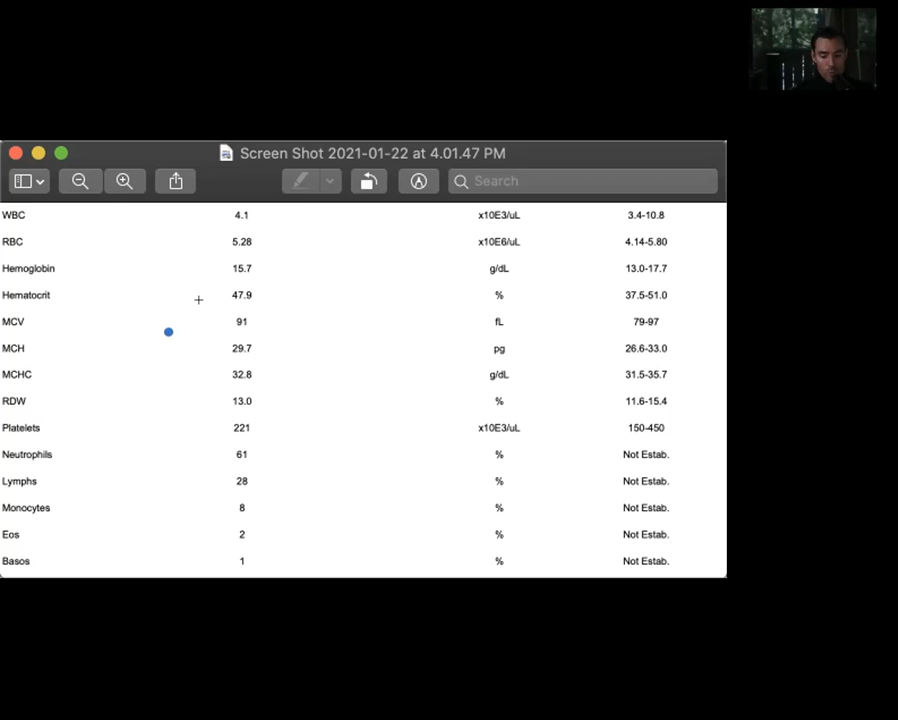 Screen Shot 2021-01-22 at 4.01.47 PM
Search
WBC 4.1 x10E3/uL 3.4-10.8
RBC 5.28 x10E6/uL 4.14-5.80
Hemoglobin 15.7 g/dL 13.0-17.7
Hematocrit 47.9 % 37.5-51.0
MCV 91 fL 79-97
MCH 29.7 pg 26.6-33.0
MCHC 32.8 g/dL 31.5-35.7
RDW 13.0 % 11.6-15.4
Platelets 221 x10E3/uL 150-450
Neutrophils 61 % Not Estab.
Lymphs 28 % Not Estab.
Monocytes 8 % Not Estab.
Eos 2 % Not Estab.
Basos 1 % Not Estab.